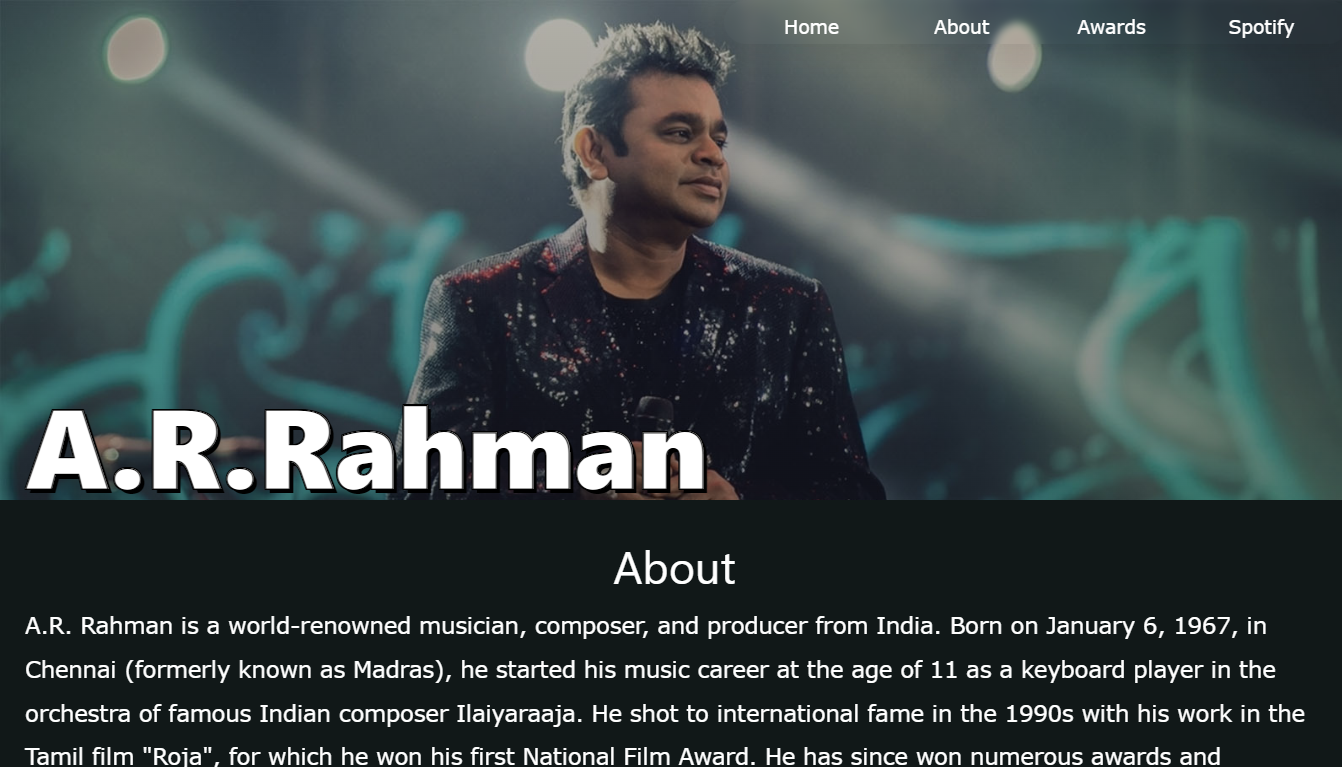 Home About Awards Spotify
A.R.Rahman
About
A.R. Rahman is a world-renowned musician, composer, and producer from India. Born on January 6, 1967, in
Chennai (formerly known as Madras), he started his music career at the age of 11 as a keyboard player in the
orchestra of famous Indian composer Ilaiyaraaja. He shot to international fame in the 1990s with his work in the
Tamil film "Roja", for which he won his first National Film Award. He has since won numerous awards and